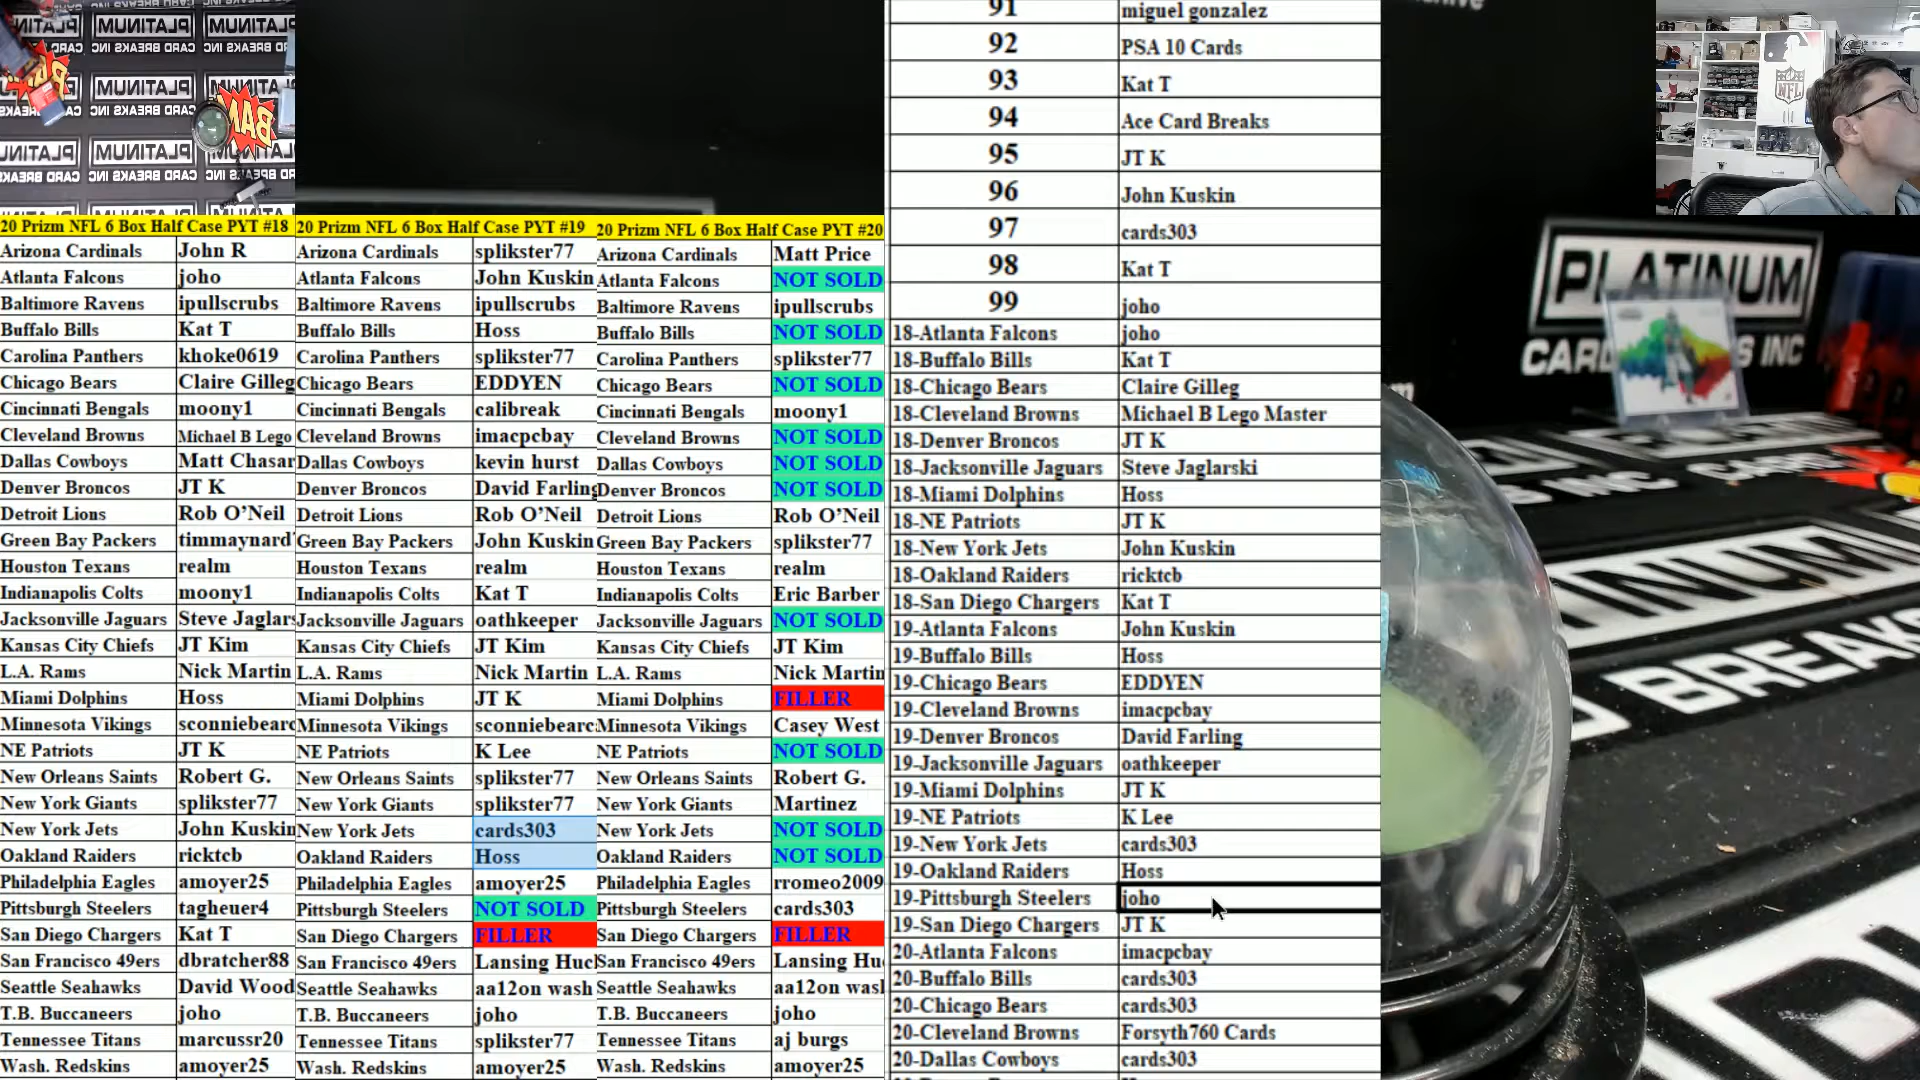 20 Prizm NFL 6 Box Half Case PYT #18
Arizona Cardinals John R
Atlanta Falcons joho
Baltimore Ravens ipullscrubs
Buffalo Bills Kat T
Carolina Panthers khoke0619
Chicago Bears Claire Gilleg
Cincinnati Bengals moony1
Cleveland Browns Michael B Lego
Dallas Cowboys Matt Chasar
Denver Broncos JT K
Detroit Lions Rob O’Neil
Green Bay Packers timmaynard
Houston Texans realm
Indianapolis Colts moony1
Jacksonville Jaguars Steve Jaglars
Kansas City Chiefs JT Kim
L.A. Rams Nick Martin
Miami Dolphins Hoss
Minnesota Vikings sconniebearc
NE Patriots JT K
New Orleans Saints Robert G.
New York Giants splikster77
New York Jets John Kuskin
Oakland Raiders ricktcb
Philadelphia Eagles amoyer25
Pittsburgh Steelers tagheuer4
San Diego Chargers Kat T
San Francisco 49ers dbratcher88
Seattle Seahawks David Wood
T.B. Buccaneers joho
Tennessee Titans marcussr20
Wash. Redskins amoyer25
20 Prizm NFL 6 Box Half Case PYT #19
Arizona Cardinals splikster77
Atlanta Falcons John Kuskin
Baltimore Ravens ipullscrubs
Buffalo Bills Hoss
Carolina Panthers splikster77
Chicago Bears EDDYEN
Cincinnati Bengals calibreak
Cleveland Browns imacpcbay
Dallas Cowboys kevin hurst
Denver Broncos David Farling
Detroit Lions Rob O’Neil
Green Bay Packers John Kuskin
Houston Texans realm
Indianapolis Colts Kat T
Jacksonville Jaguars oathkeeper
Kansas City Chiefs JT Kim
L.A. Rams Nick Martin
Miami Dolphins JT K
Minnesota Vikings sconniebearc
NE Patriots K Lee
New Orleans Saints splikster77
New York Giants splikster77
New York Jets cards303
Oakland Raiders Hoss
Philadelphia Eagles amoyer25
Pittsburgh Steelers NOT SOLD
San Diego Chargers FILLER
San Francisco 49ers Lansing Huc
Seattle Seahawks aa12on wash
T.B. Buccaneers joho
Tennessee Titans splikster77
Wash. Redskins amoyer25
20 Prizm NFL 6 Box Half Case PYT #20
Arizona Cardinals Matt Price
Atlanta Falcons NOT SOLD
Baltimore Ravens ipullscrubs
Buffalo Bills NOT SOLD
Carolina Panthers splikster77
Chicago Bears NOT SOLD
Cincinnati Bengals moony1
Cleveland Browns NOT SOLD
Dallas Cowboys NOT SOLD
Denver Broncos NOT SOLD
Detroit Lions Rob O’Neil
Green Bay Packers splikster77
Houston Texans realm
Indianapolis Colts Eric Barber
Jacksonville Jaguars NOT SOLD
Kansas City Chiefs JT Kim
L.A. Rams Nick Martin
Miami Dolphins FILLER
Minnesota Vikings Casey West
NE Patriots NOT SOLD
New Orleans Saints Robert G.
New York Giants Martinez
New York Jets NOT SOLD
Oakland Raiders NOT SOLD
Philadelphia Eagles rromeo2009
Pittsburgh Steelers cards303
San Diego Chargers FILLER
San Francisco 49ers Lansing Hu
Seattle Seahawks aa12on was
T.B. Buccaneers joho
Tennessee Titans aj burgs
Wash. Redskins amoyer25
91 miguel gonzalez
92 PSA 10 Cards
93 Kat T
94 Ace Card Breaks
95 JT K
96 John Kuskin
97 cards303
98 Kat T
99 joho
18-Atlanta Falcons joho
18-Buffalo Bills Kat T
18-Chicago Bears Claire Gilleg
18-Cleveland Browns Michael B Lego Master
18-Denver Broncos JT K
18-Jacksonville Jaguars Steve Jaglarski
18-Miami Dolphins Hoss
18-NE Patriots JT K
18-New York Jets John Kuskin
18-Oakland Raiders ricktcb
18-San Diego Chargers Kat T
19-Atlanta Falcons John Kuskin
19-Buffalo Bills Hoss
19-Chicago Bears EDDYEN
19-Cleveland Browns imacpcbay
19-Denver Broncos David Farling
19-Jacksonville Jaguars oathkeeper
19-Miami Dolphins JT K
19-NE Patriots K Lee
19-New York Jets cards303
19-Oakland Raiders Hoss
19-Pittsburgh Steelers joho
19-San Diego Chargers JT K
20-Atlanta Falcons imacpcbay
20-Buffalo Bills cards303
20-Chicago Bears cards303
20-Cleveland Browns Forsyth760 Cards
20-Dallas Cowboys cards303
PLATINUM
PLATINUM
PLATINUM
CARD BREAKS INC
BAM
NFL
PLATINUM
INC
BREAKS